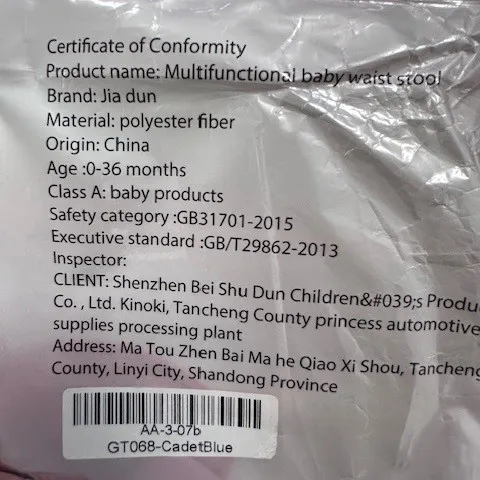 Certificate of Conformity
Product name: Multifunctional baby waist stool
Brand: Jia dun
Material: polyester fiber
Origin: China
Age :0-36 months
Class A: baby products
Safety category :GB31701-2015
Executive standard :GB/T29862-2013
Inspector:
CLIENT: Shenzhen Bei Shu Dun Children&#039;s Produ
Co. , Ltd. Kinoki, Tancheng County princess automotive
supplies processing plant
Address: Ma Tou Zhen Bai Ma he Qiao Xi Shou, Tancheng
County, Linyi City, Shandong Province
AA-3-07b
GT068-CadetBlue